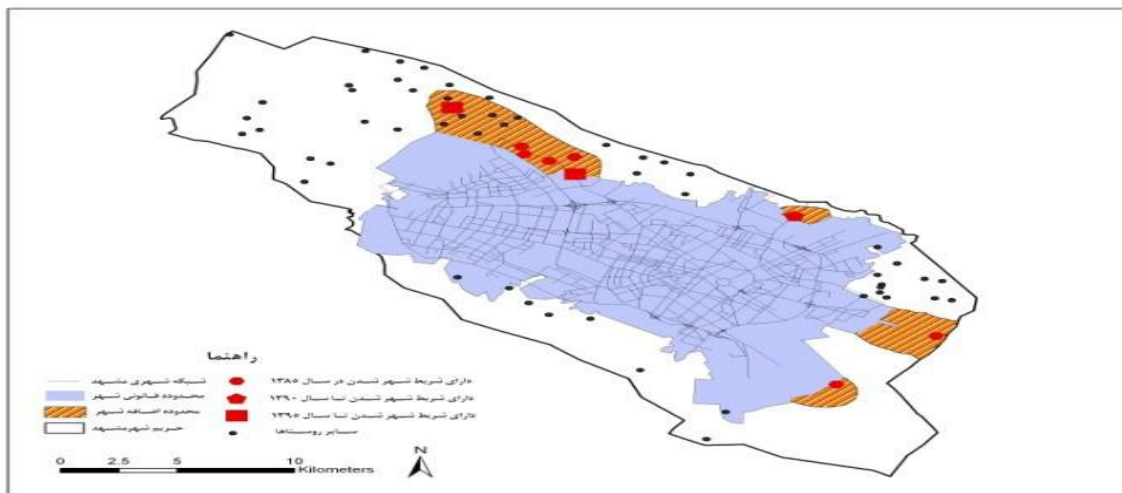 راهنما
دارای شرایط شهر شدن در سال ۱۳۸۵
شبکه شهری مشهد
دارای شرایط شهر شدن تا سال ۱۳۹۰
محدوده قانونی شهر
دارای شرایط شهر شدن تا سال ۱۳۹۵
محدوده اضافه شهر
سایر روستاها
حریم شهر مشهد
N
0 2.5 5 10
Kilometers